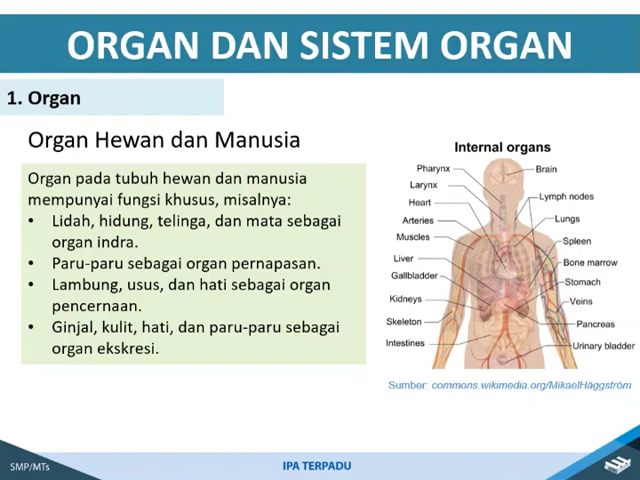 ORGAN DAN SISTEM ORGAN
1. Organ
Organ Hewan dan Manusia
Organ pada tubuh hewan dan manusia
mempunyai fungsi khusus, misalnya:
• Lidah, hidung, telinga, dan mata sebagai
organ indra.
• Paru-paru sebagai organ pernapasan.
• Lambung, usus, dan hati sebagai organ
pencernaan.
• Ginjal, kulit, hati, dan paru-paru sebagai
organ ekskresi.
Internal organs
Pharynx
Larynx
Heart
Arteries
Muscles
Liver
Gallbladder
Kidneys
Skeleton
Intestines
Brain
Lymph nodes
Lungs
Spleen
Bone marrow
Stomach
Veins
Pancreas
Urinary bladder
Sumber: commons.wikimedia.org/MikaelHäggström
SMP/MTs
IPA TERPADU